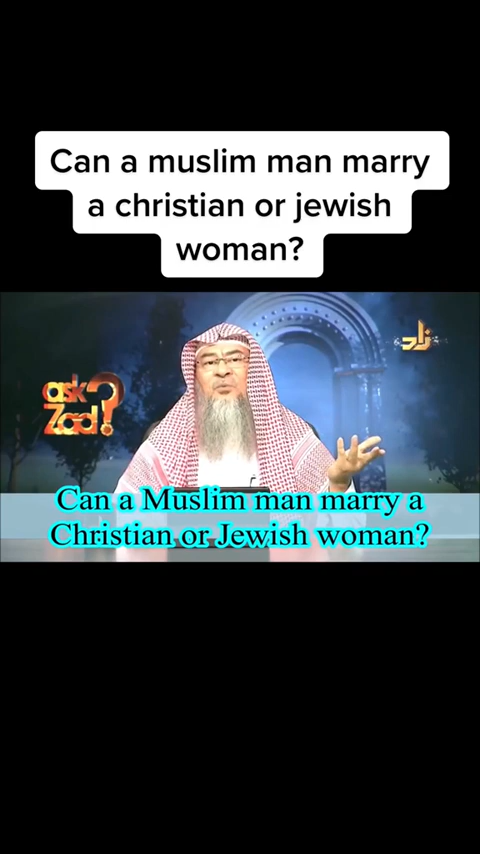 Can a muslim man marry
a christian or jewish
woman?
زاد
ask
Zad?
Can a Muslim man marry a
Christian or Jewish woman?